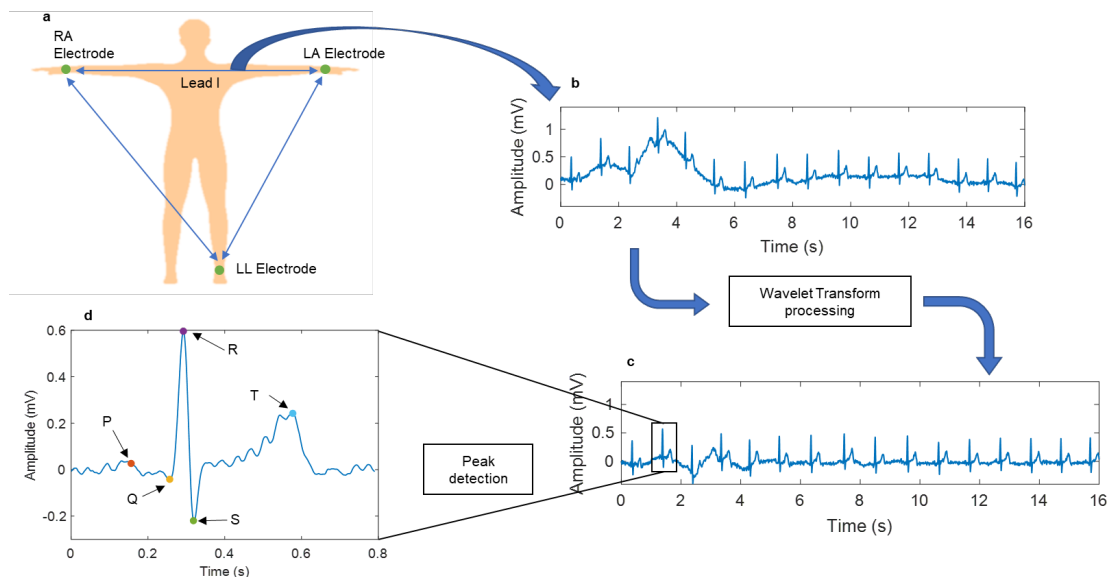 a
RA
Electrode
LA Electrode
Lead I
LL Electrode
b
Amplitude (mV)
1
0.5
0
0 2 4 6 8 10 12 14 16
Time (s)
Wavelet Transform
processing
c
Amplitude (mV)
1
0.5
0
0 2 4 6 8 10 12 14 16
Time (s)
Peak
detection
d
Amplitude (mV)
0.6
0.4
0.2
0
-0.2
0 0.2 0.4 0.6 0.8
Time (s)
P
Q
R
S
T